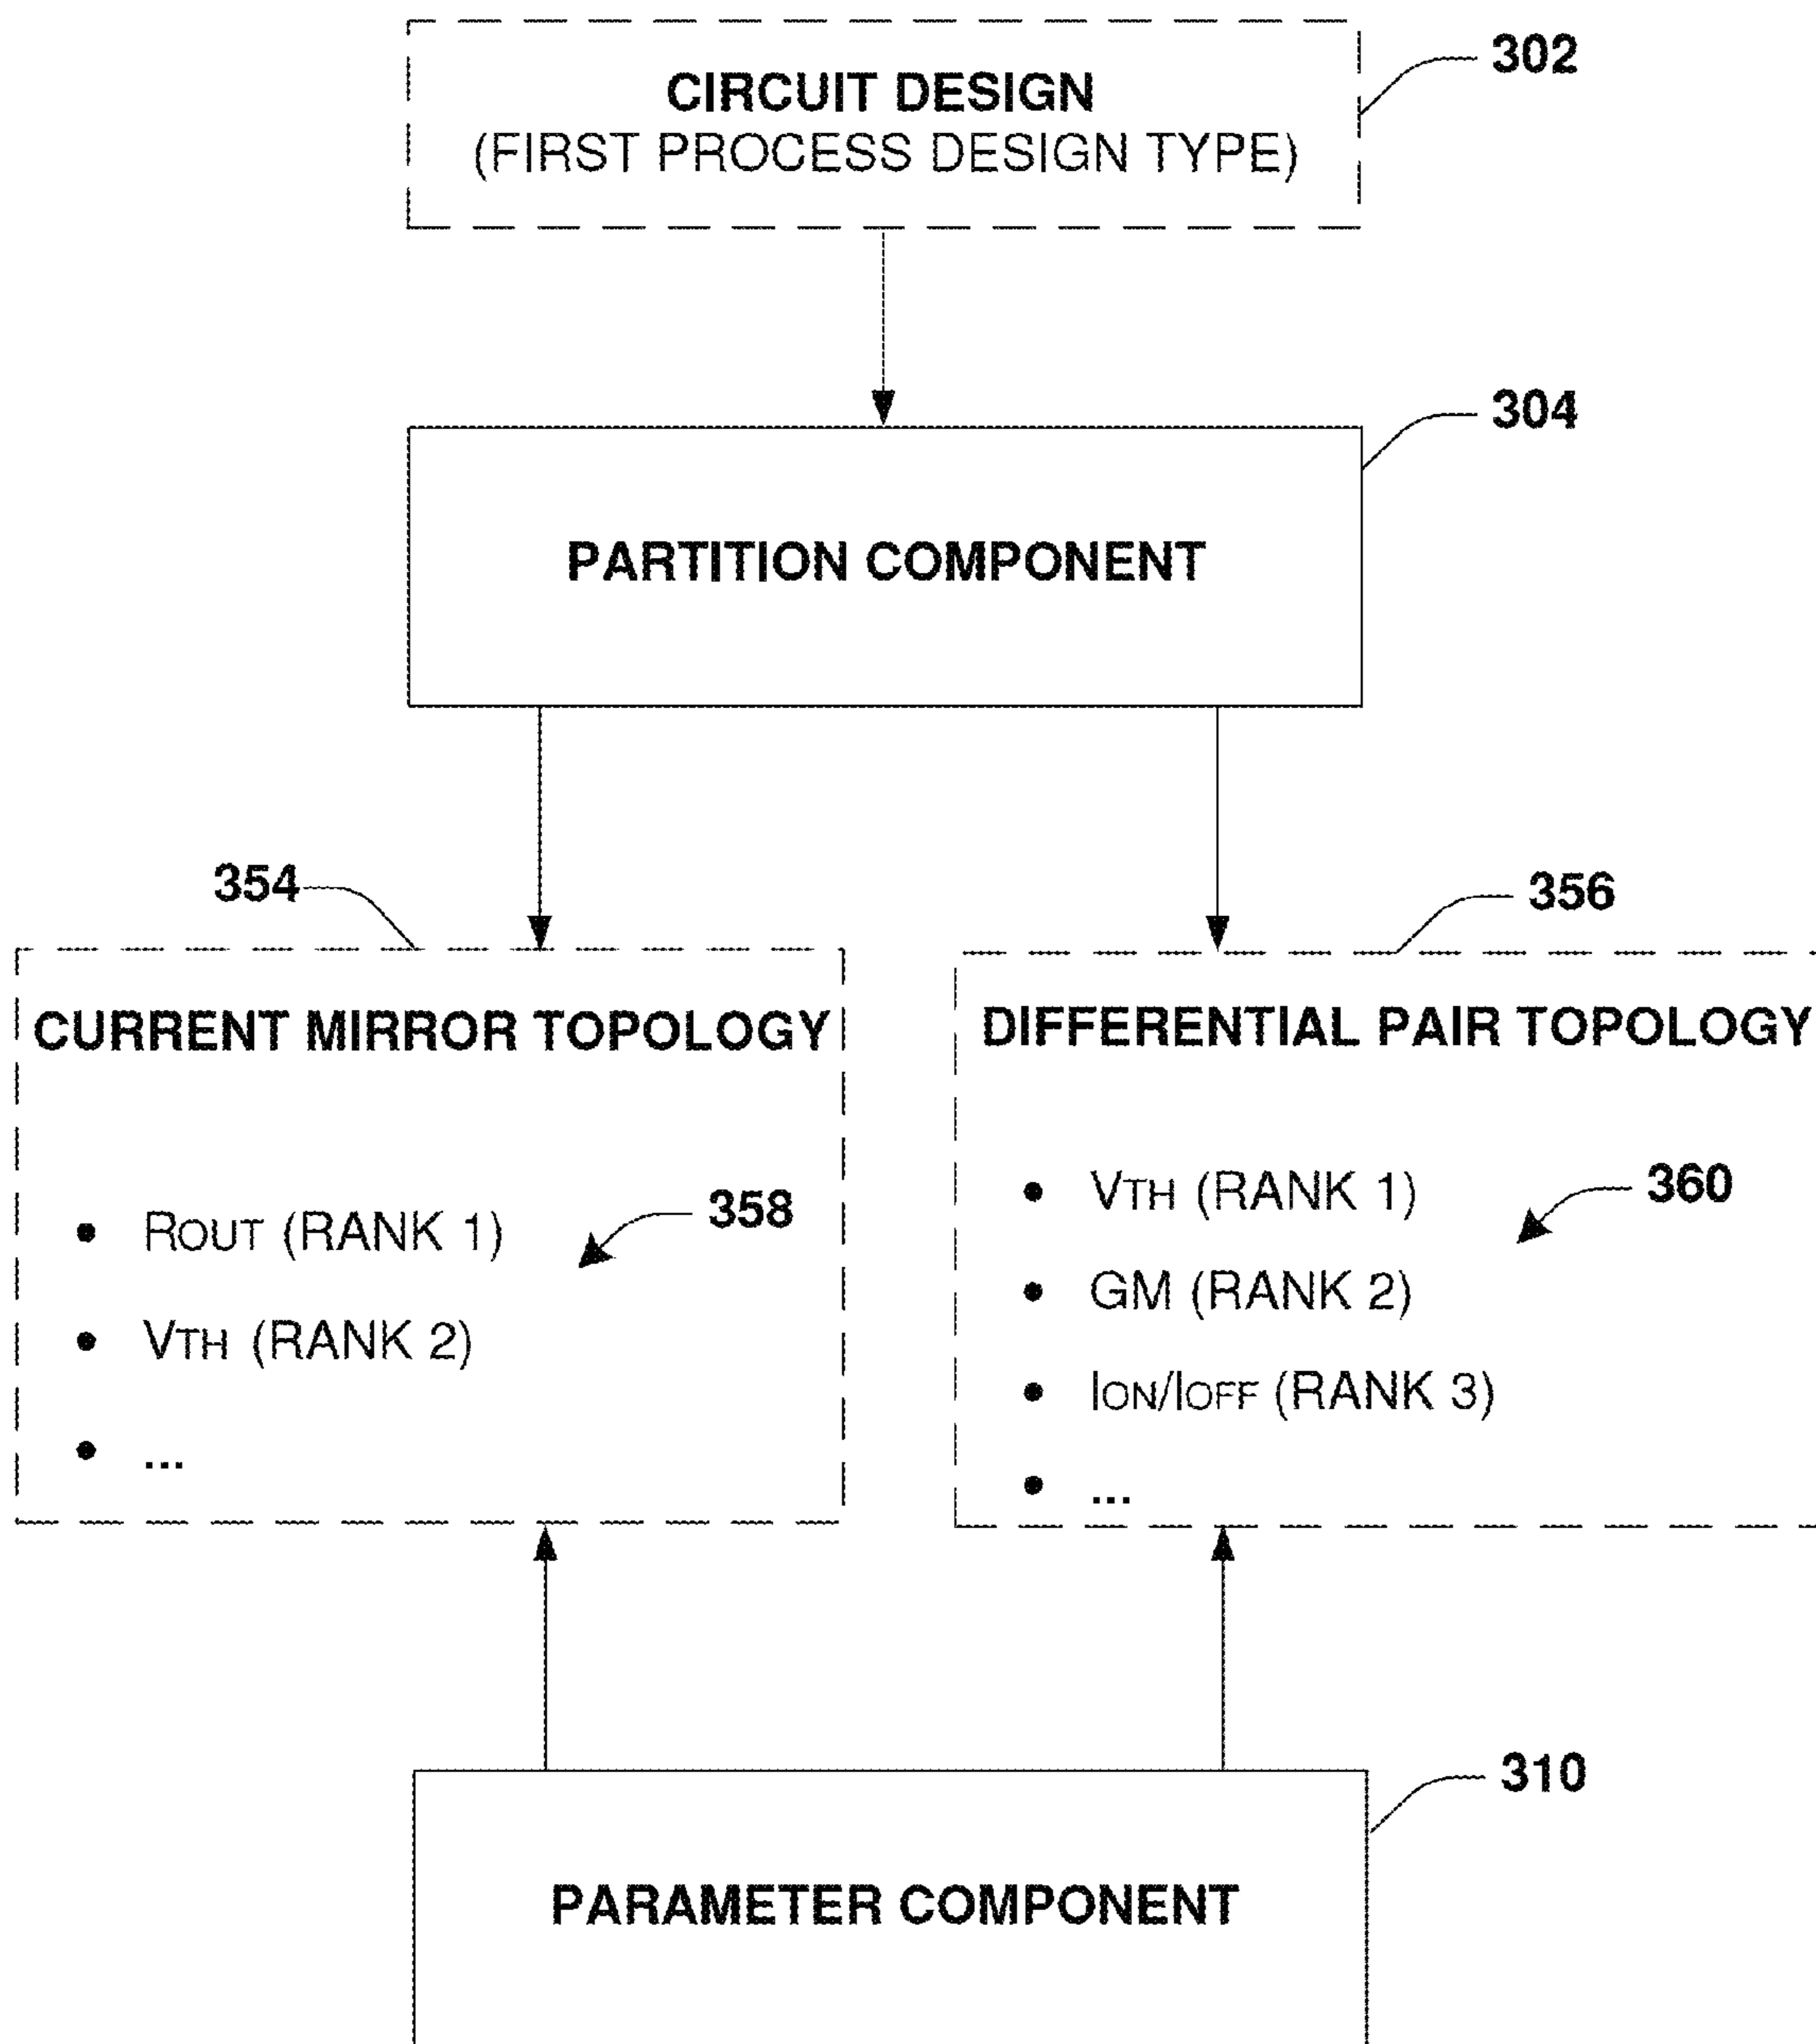 CIRCUIT DESIGN
(FIRST PROCESS DESIGN TYPE)
302
304
PARTITION COMPONENT
354
356
CURRENT MIRROR TOPOLOGY
• ROUT (RANK 1)
• VTH (RANK 2)
• ...
358
DIFFERENTIAL PAIR TOPOLOGY
• VTH (RANK 1)
• GM (RANK 2)
• ION/IOFF (RANK 3)
• ...
360
310
PARAMETER COMPONENT